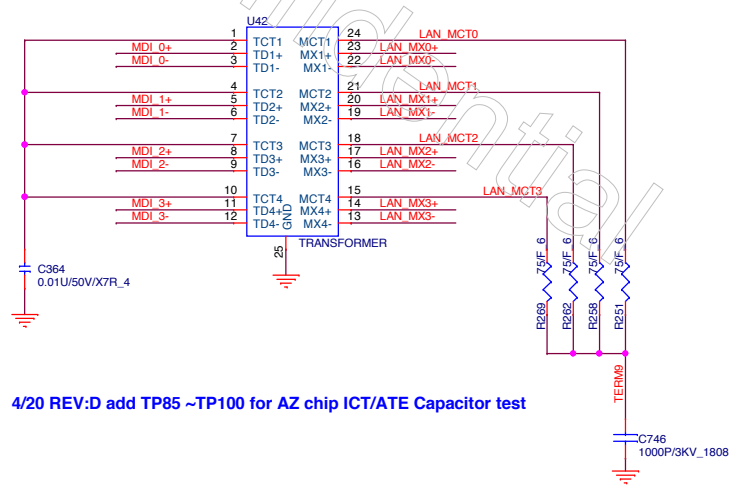 U42
1 TCT1 MCT1 24 LAN_MCT0
MDI_0+ 2 TD1+ MX1+ 23 LAN_MX0+
MDI_0- 3 TD1- MX1- 22 LAN_MX0-
4 TCT2 MCT2 21 LAN_MCT1
MDI_1+ 5 TD2+ MX2+ 20 LAN_MX1+
MDI_1- 6 TD2- MX2- 19 LAN_MX1-
7 TCT3 MCT3 18 LAN_MCT2
MDI_2+ 8 TD3+ MX3+ 17 LAN_MX2+
MDI_2- 9 TD3- MX3- 16 LAN_MX2-
10 TCT4 MCT4 15 LAN_MCT3
MDI_3+ 11 TD4+ MX4+ 14 LAN_MX3+
MDI_3- 12 TD4- MX4- 13 LAN_MX3-
GND
25
TRANSFORMER
C364
0.01U/50V/X7R_4
75/F_6 75/F_6 75/F_6 75/F_6
R269 R262 R258 R251
TERM9
4/20 REV:D add TP85 ~TP100 for AZ chip ICT/ATE Capacitor test
C746
1000P/3KV_1808